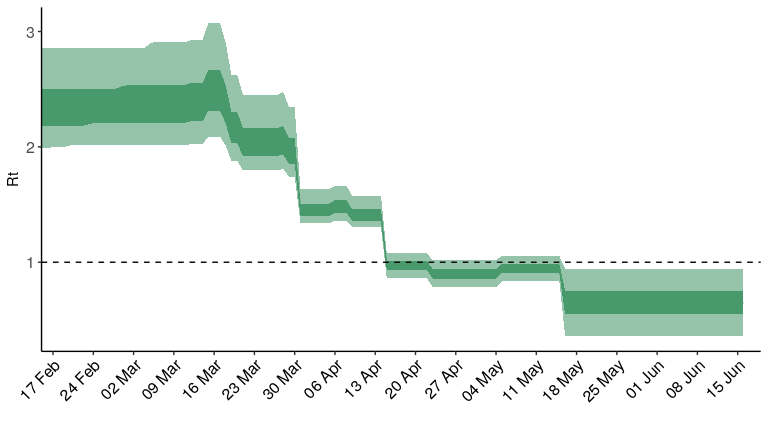 3
2
1
Rt
17 Feb
24 Feb
02 Mar
09 Mar
16 Mar
23 Mar
30 Mar
06 Apr
13 Apr
20 Apr
27 Apr
04 May
11 May
18 May
25 May
01 Jun
08 Jun
15 Jun